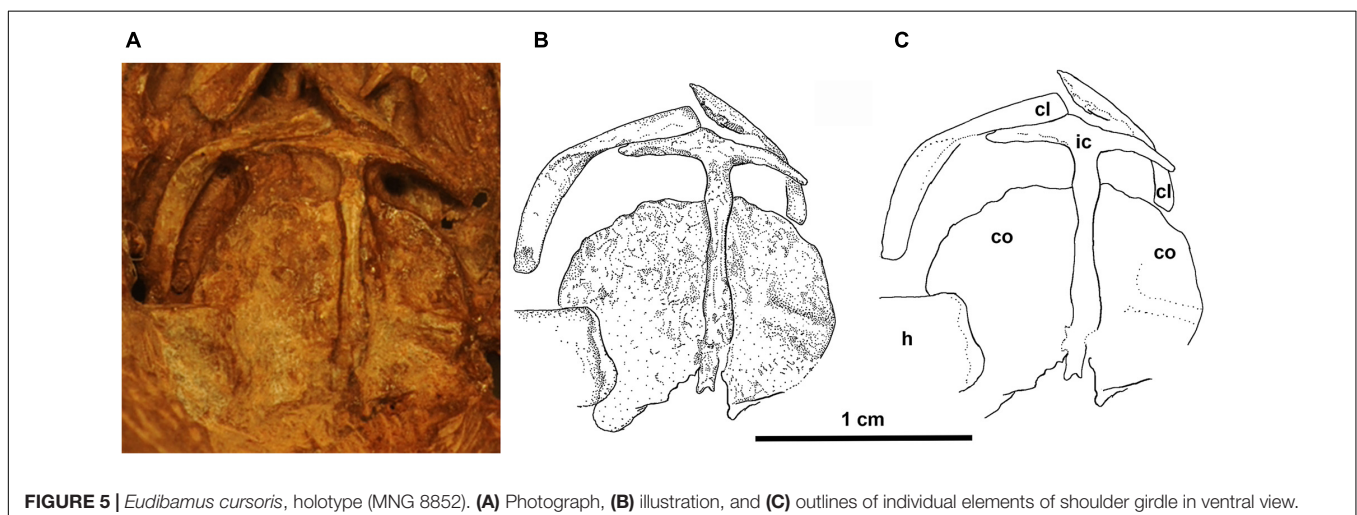 A
B
C
cl
ic
cl
co
co
h
1 cm
FIGURE 5 | Eudibamus cursoris, holotype (MNG 8852). (A) Photograph, (B) illustration, and (C) outlines of individual elements of shoulder girdle in ventral view.